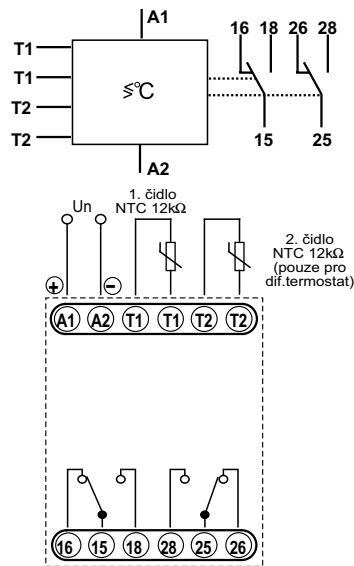 A1
16 18 26 28
T1
T1
T2
T2
≶°C
15 25
A2
Un
1. čidlo
NTC 12kΩ
2. čidlo
NTC 12kΩ
(pouze pro
dif.termostat)
+ −
A1 A2 T1 T1 T2 T2
16 15 18 28 25 26